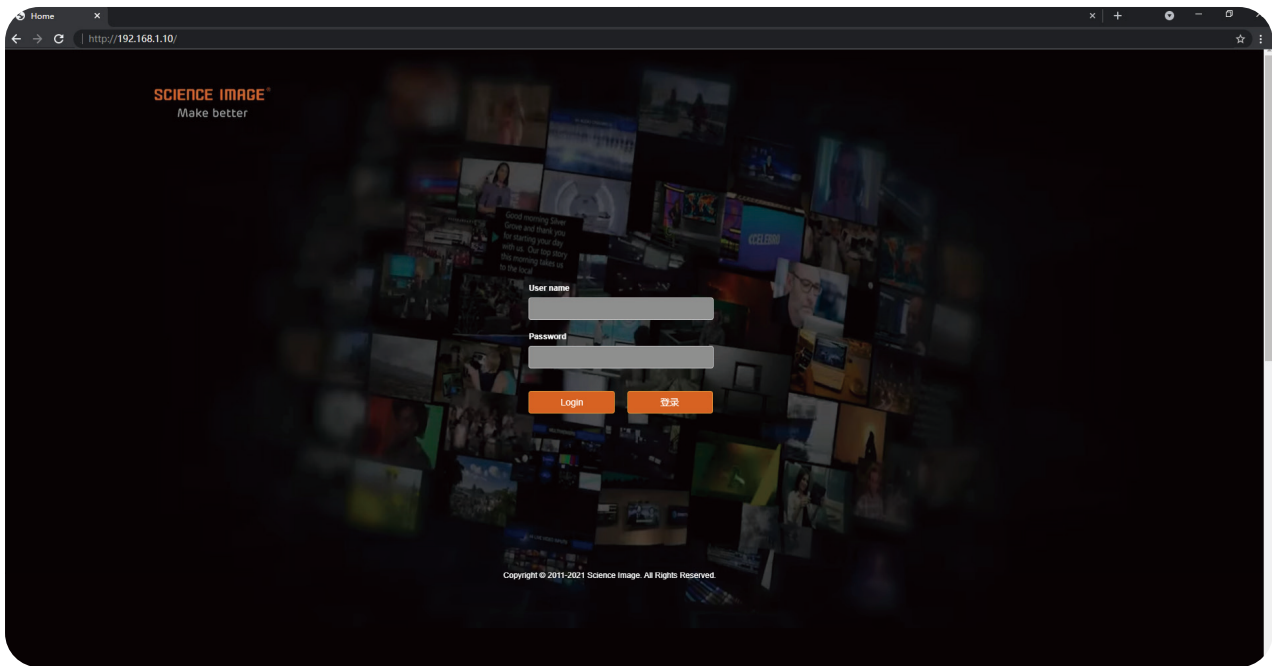 Home
http://192.168.1.10/
SCIENCE IMAGE®
Make better
Good morning Silver
Grove and thank you
for starting your day
with us. Our top story
this morning takes us
to the local
CELEBRI
User name
Password
Login
登录
Copyright © 2011-2021 Science Image. All Rights Reserved.